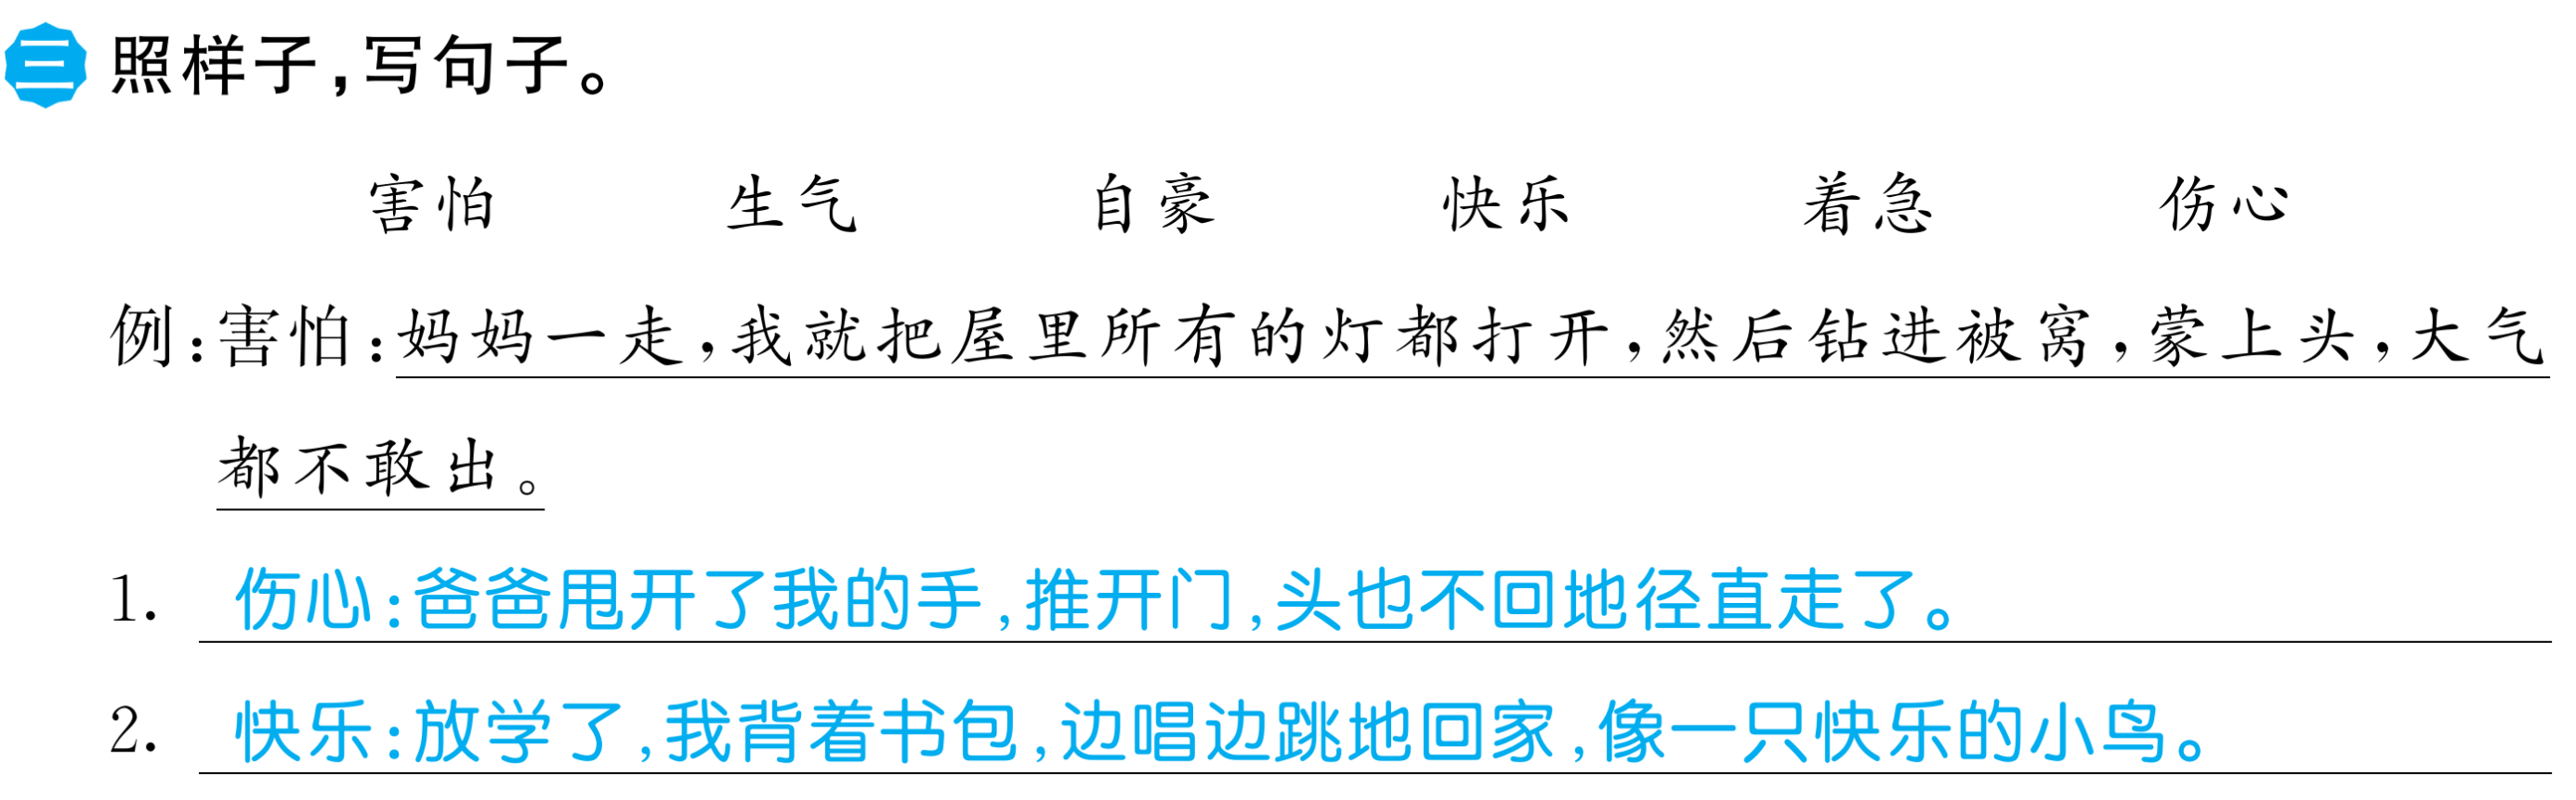 三 照样子,写句子。
害怕 生气 自豪 快乐 着急 伤心
例:害怕:妈妈一走,我就把屋里所有的灯都打开,然后钻进被窝,蒙上头,大气
都不敢出。
1. 伤心:爸爸甩开了我的手,推开门,头也不回地径直走了。
2. 快乐:放学了,我背着书包,边唱边跳地回家,像一只快乐的小鸟。